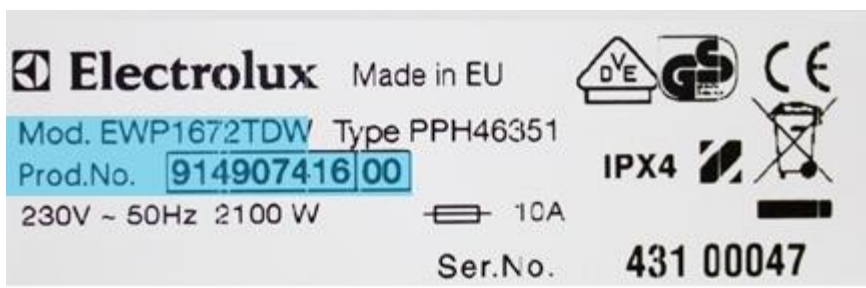 Electrolux Made in EU
DVE GS CE
Mod. EWP1672TDW Type PPH46351
Prod.No. 914907416 00
IPX4
230V ~ 50Hz 2100 W 10A
Ser.No. 431 00047